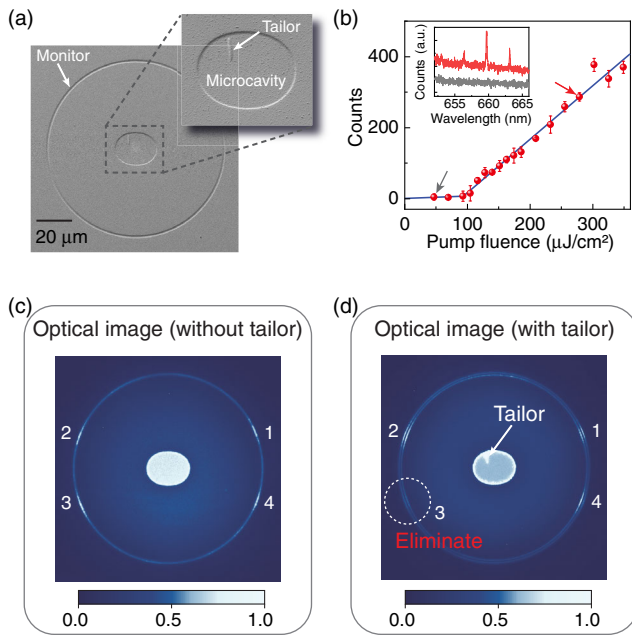 (a)
Tailor
Monitor
Microcavity
20 μm
(b)
Counts
400
200
0
0
100
200
300
Pump fluence (μJ/cm²)
Counts (a.u.)
655
660
665
Wavelength (nm)
(c)
Optical image (without tailor)
2
1
3
4
0.0
0.5
1.0
(d)
Optical image (with tailor)
Tailor
2
1
3
4
Eliminate
0.0
0.5
1.0